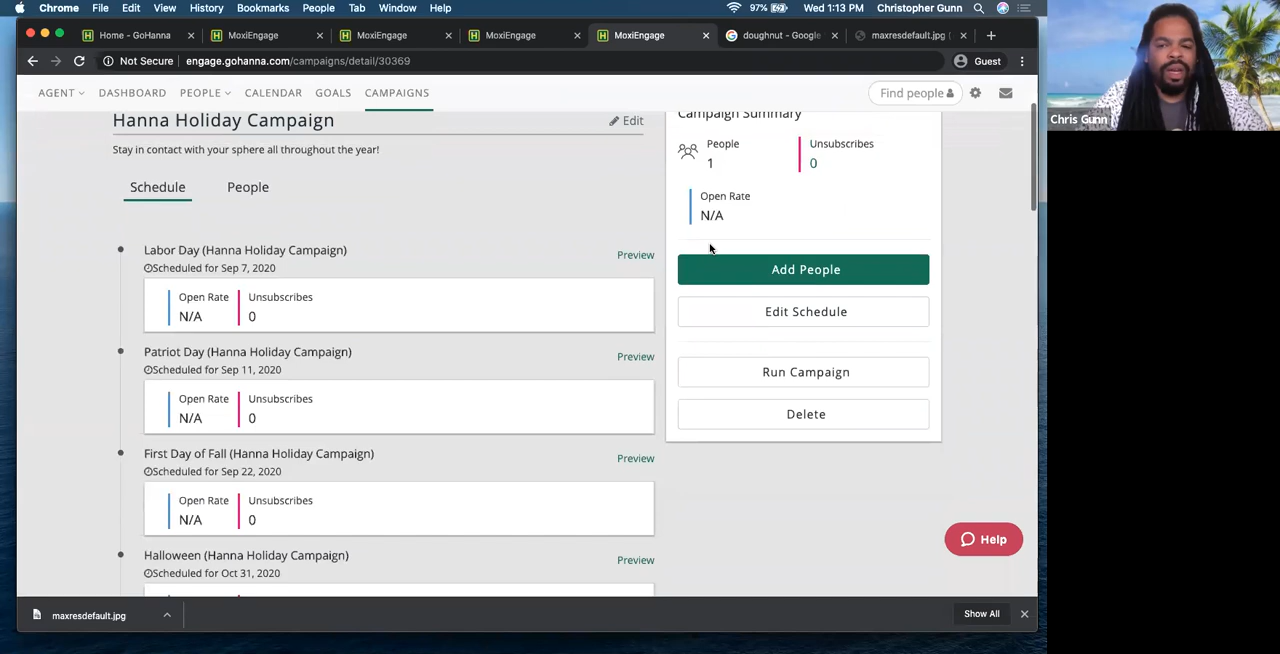 Chrome File Edit View History Bookmarks People Tab Window Help 97% Wed 1:13 PM Christopher Gunn
Home - GoHanna MoxiEngage MoxiEngage MoxiEngage MoxiEngage doughnut - Google maxresdefault.jpg (
Not Secure engage.gohanna.com/campaigns/detail/30369 Guest
AGENT DASHBOARD PEOPLE CALENDAR GOALS CAMPAIGNS Find people
Hanna Holiday Campaign Edit
Stay in contact with your sphere all throughout the year!
Schedule People
Labor Day (Hanna Holiday Campaign) Preview
Scheduled for Sep 7, 2020
Open Rate Unsubscribes
N/A 0
Patriot Day (Hanna Holiday Campaign) Preview
Scheduled for Sep 11, 2020
Open Rate Unsubscribes
N/A 0
First Day of Fall (Hanna Holiday Campaign) Preview
Scheduled for Sep 22, 2020
Open Rate Unsubscribes
N/A 0
Halloween (Hanna Holiday Campaign) Preview
Scheduled for Oct 31, 2020
Campaign Summary
People Unsubscribes
1 0
Open Rate
N/A
Add People
Edit Schedule
Run Campaign
Delete
Help
maxresdefault.jpg Show All
Chris Gunn